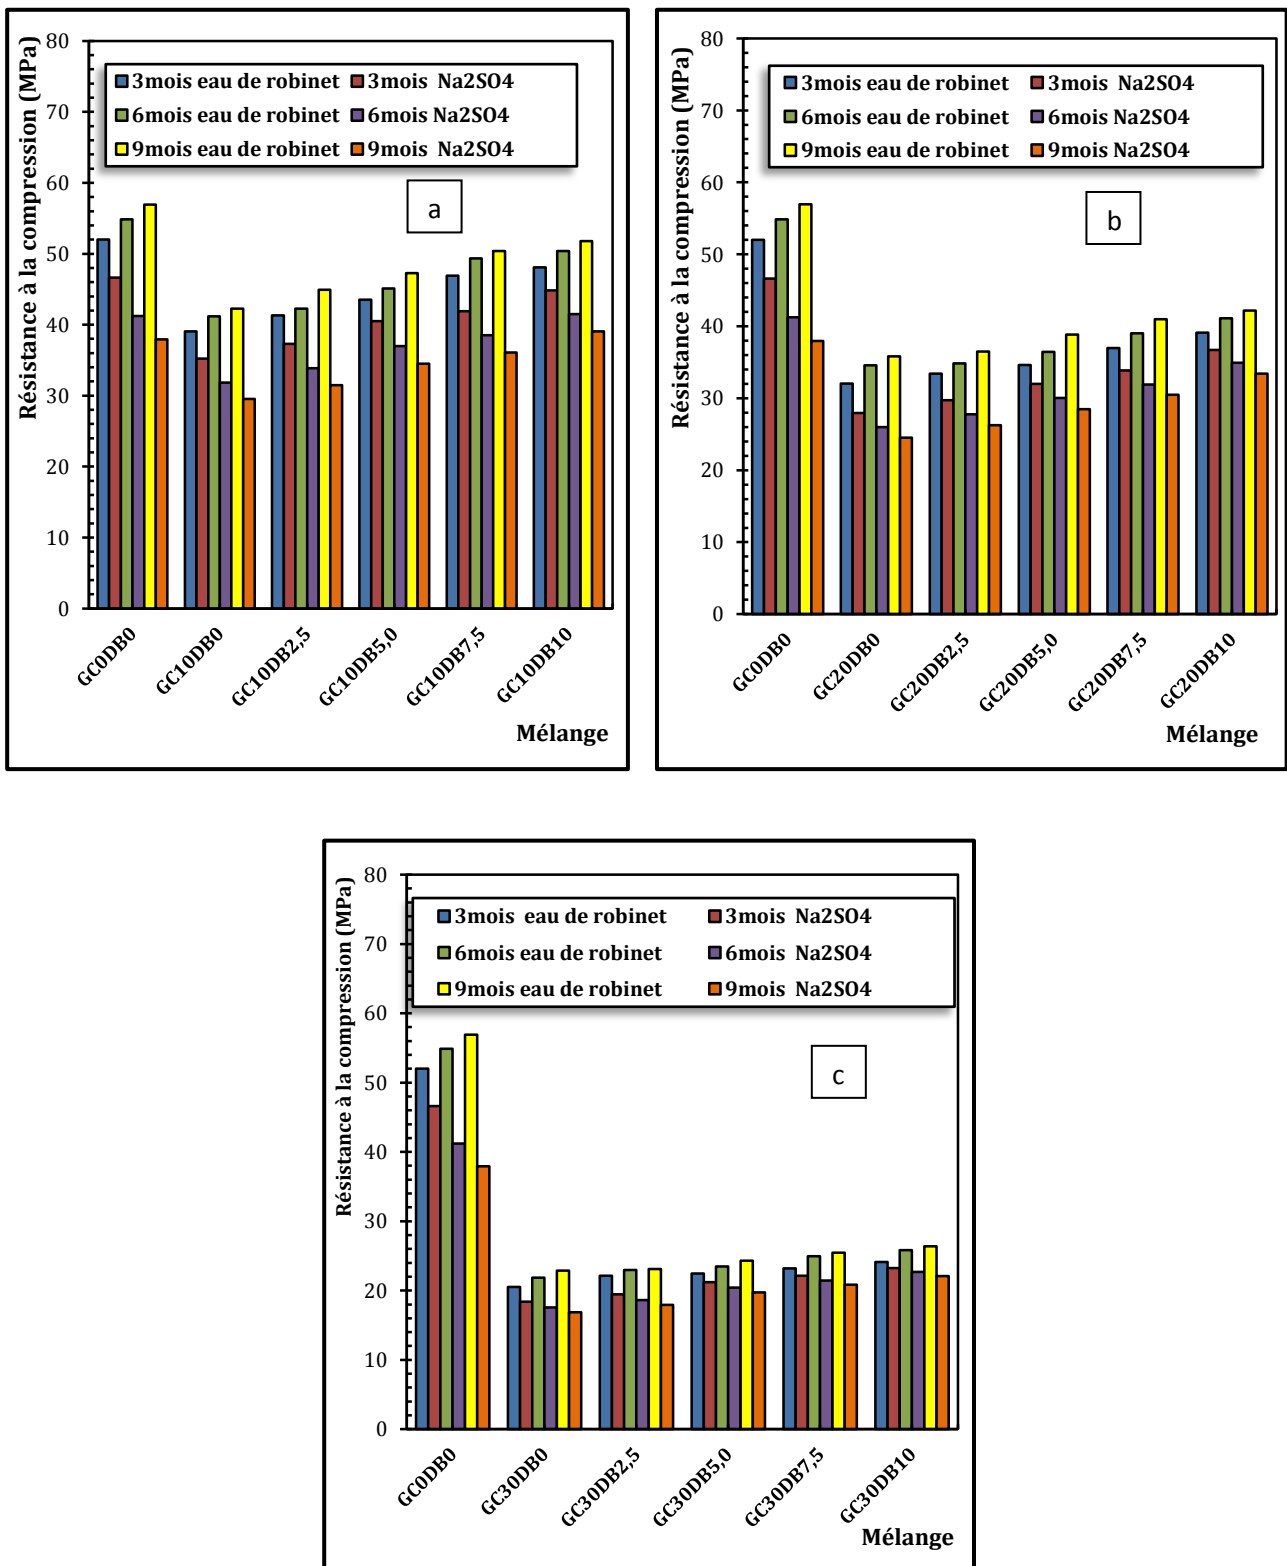 Résistance à la compression (MPa)
80
70
60
50
40
30
20
10
0
3mois eau de robinet 3mois Na2SO4
6mois eau de robinet 6mois Na2SO4
9mois eau de robinet 9mois Na2SO4
a
GC0DB0
GC10DB0
GC10DB2,5
GC10DB5,0
GC10DB7,5
GC10DB10
Mélange
Résistance à la compression (MPa)
80
70
60
50
40
30
20
10
0
3mois eau de robinet 3mois Na2SO4
6mois eau de robinet 6mois Na2SO4
9mois eau de robinet 9mois Na2SO4
b
GC0DB0
GC20DB0
GC20DB2,5
GC20DB5,0
GC20DB7,5
GC20DB10
Mélange
Résistance à la compression (MPa)
80
70
60
50
40
30
20
10
0
3mois eau de robinet 3mois Na2SO4
6mois eau de robinet 6mois Na2SO4
9mois eau de robinet 9mois Na2SO4
c
GC0DB0
GC30DB0
GC30DB2,5
GC30DB5,0
GC30DB7,5
GC30DB10
Mélange